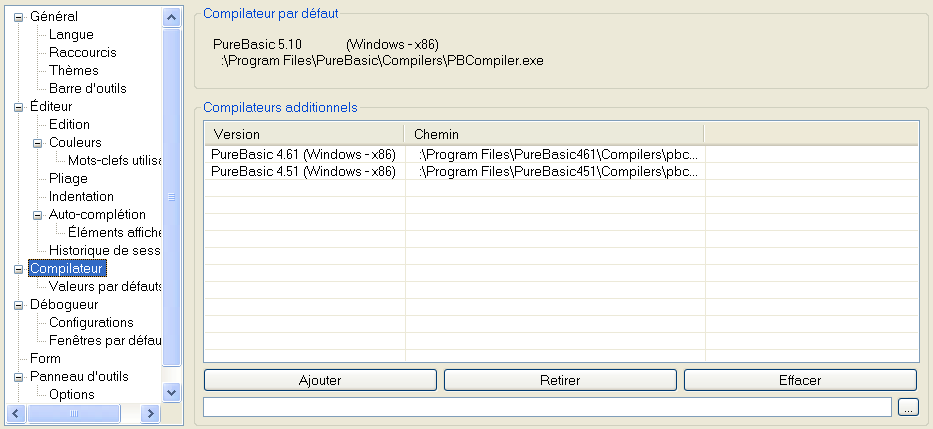 Général
Langue
Raccourcis
Thèmes
Barre d'outils
Éditeur
Edition
Couleurs
Mots-clefs utilis
Pliage
Indentation
Auto-complétion
Éléments affiche
Historique de sess
Compilateur
Valeurs par défauts
Débogueur
Configurations
Fenêtres par défau
Form
Panneau d'outils
Options
Compilateur par défaut
PureBasic 5.10 (Windows - x86)
:\Program Files\PureBasic\Compilers\PBCompiler.exe
Compilateurs additionnels
Version Chemin
PureBasic 4.61 (Windows - x86) :\Program Files\PureBasic461\Compilers\pbc...
PureBasic 4.51 (Windows - x86) :\Program Files\PureBasic451\Compilers\pbc...
Ajouter Retirer Effacer
...